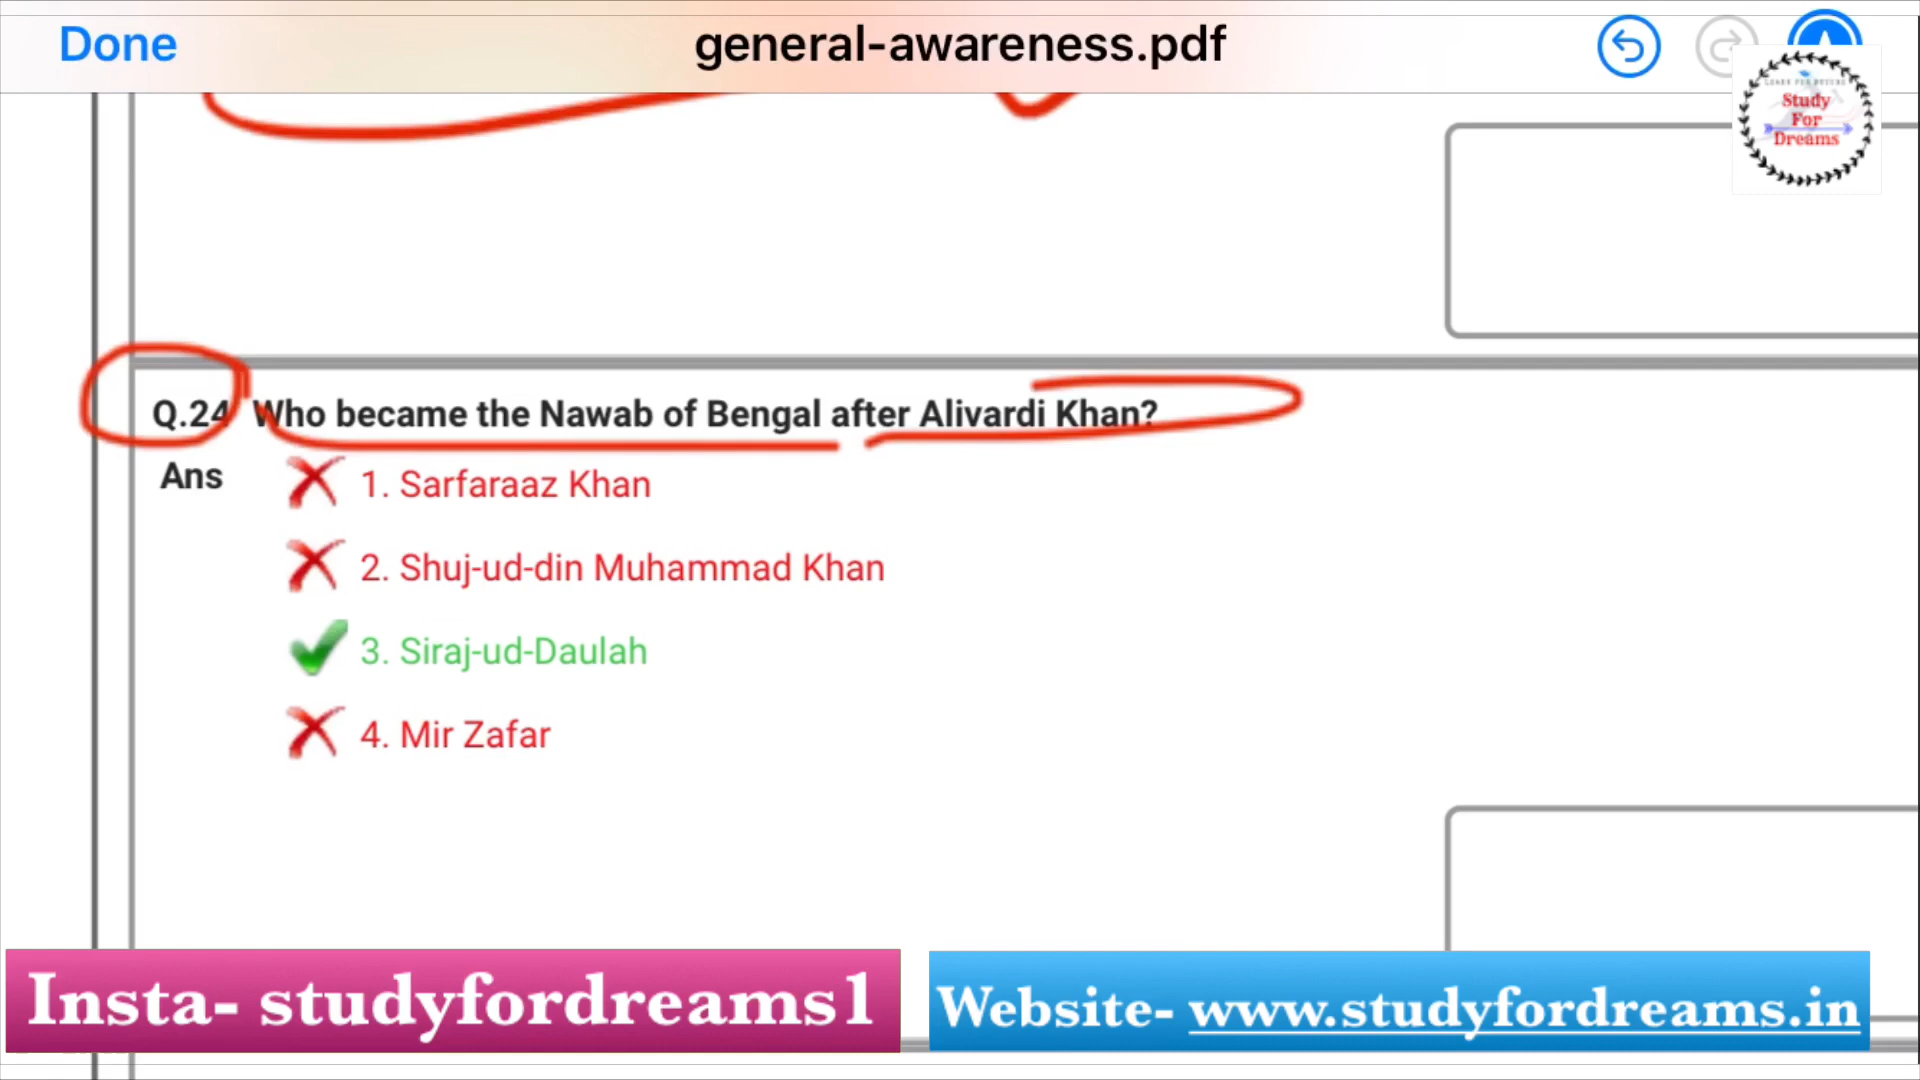 Done
general-awareness.pdf
Study
For
Dreams
Q.24 Who became the Nawab of Bengal after Alivardi Khan?
Ans
1. Sarfaraaz Khan
2. Shuj-ud-din Muhammad Khan
3. Siraj-ud-Daulah
4. Mir Zafar
Insta- studyfordreams1
Website- www.studyfordreams.in